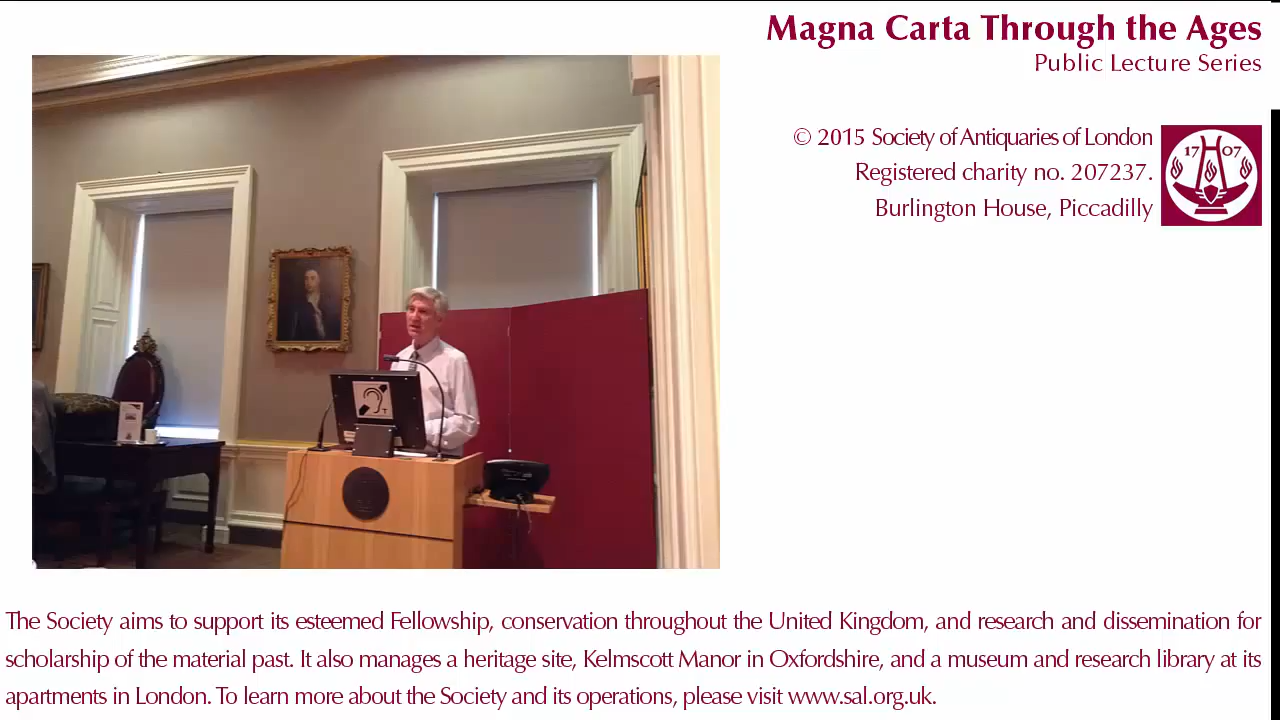 Magna Carta Through the Ages
Public Lecture Series
© 2015 Society of Antiquaries of London
Registered charity no. 207237.
Burlington House, Piccadilly
17 07
T
The Society aims to support its esteemed Fellowship, conservation throughout the United Kingdom, and research and dissemination for
scholarship of the material past. It also manages a heritage site, Kelmscott Manor in Oxfordshire, and a museum and research library at its
apartments in London. To learn more about the Society and its operations, please visit www.sal.org.uk.